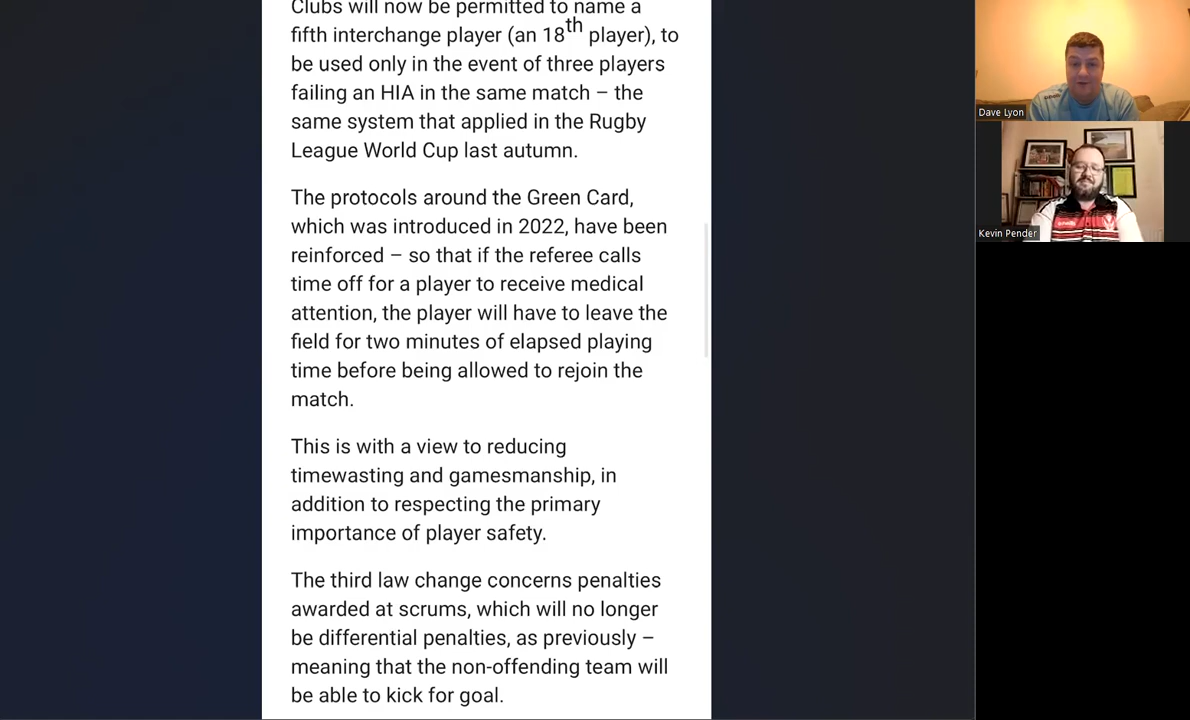 Clubs will now be permitted to name a
fifth interchange player (an 18th player), to
be used only in the event of three players
failing an HIA in the same match – the
same system that applied in the Rugby
League World Cup last autumn.
The protocols around the Green Card,
which was introduced in 2022, have been
reinforced – so that if the referee calls
time off for a player to receive medical
attention, the player will have to leave the
field for two minutes of elapsed playing
time before being allowed to rejoin the
match.
This is with a view to reducing
timewasting and gamesmanship, in
addition to respecting the primary
importance of player safety.
The third law change concerns penalties
awarded at scrums, which will no longer
be differential penalties, as previously –
meaning that the non-offending team will
be able to kick for goal.
Dave Lyon
Kevin Pender